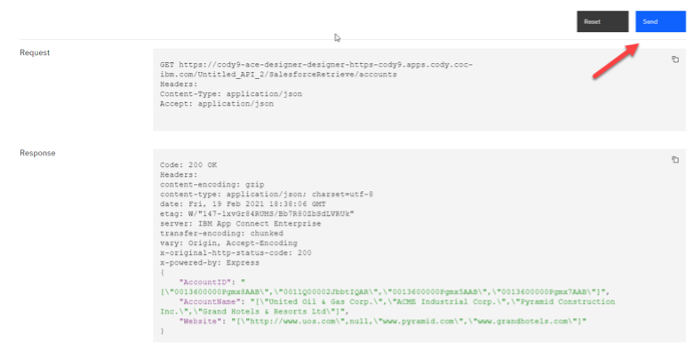 Reset Send
Request
GET https://cody9-ace-designer-designer-https-cody9.apps.cody.coc-
ibm.com/Untitled_API_2/SalesforceRetrieve/accounts
Headers:
Content-Type: application/json
Accept: application/json
Response
Code: 200 OK
Headers:
content-encoding: gzip
content-type: application/json; charset=utf-8
date: Fri, 19 Feb 2021 18:38:06 GMT
etag: W/"147-lxvGr84RUMS/Bb7R80ZbSdLVRUk"
server: IBM App Connect Enterprise
transfer-encoding: chunked
vary: Origin, Accept-Encoding
x-original-http-status-code: 200
x-powered-by: Express
{
"AccountID": "
[\"0013600000Pgmx8AAB\",\"0011Q00002JbbtIQAR\",\"0013600000Pgmx5AAB\",\"0013600000Pgmx7AAB\"]",
"AccountName": "[\"United Oil & Gas Corp.\",\"ACME Industrial Corp.\",\"Pyramid Construction
Inc.\",\"Grand Hotels & Resorts Ltd\"]",
"Website": "[\"http://www.uos.com\",null,\"www.pyramid.com\",\"www.grandhotels.com\"]"
}